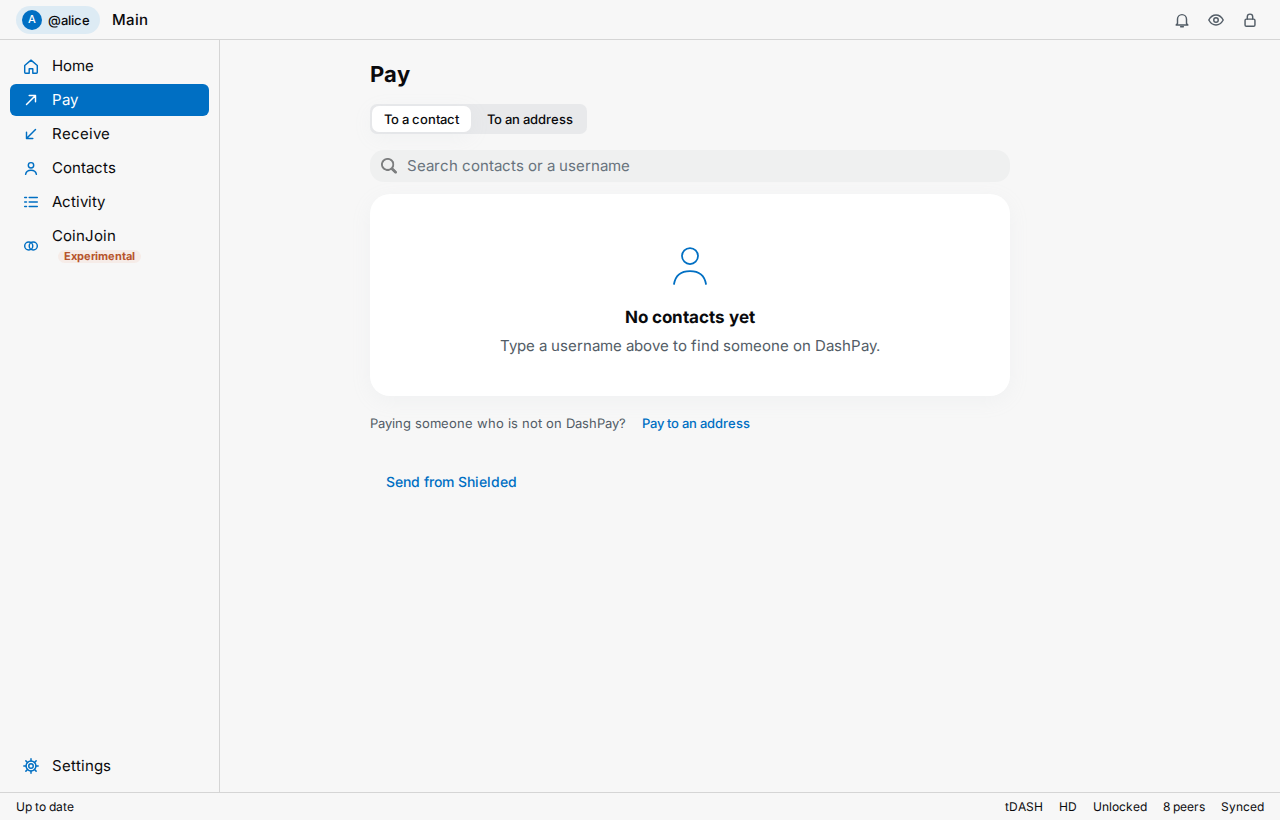 A @alice Main
Home
Pay
Receive
Contacts
Activity
CoinJoin
Experimental
Settings
Pay
To a contact To an address
Search contacts or a username
No contacts yet
Type a username above to find someone on DashPay.
Paying someone who is not on DashPay? Pay to an address
Send from Shielded
Up to date tDASH HD Unlocked 8 peers Synced